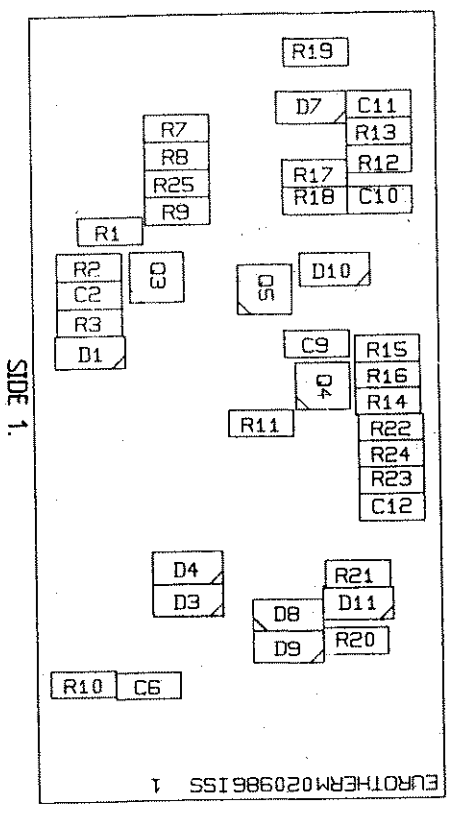 R19
D7 C11
R13
R7
R8
R12
R17
R25
R18 C10
R9
R1
R2
Q3
D10
Q5
C2
R3
C9
R15
D1
R16
Q4
R14
R11
R22
R24
R23
C12
SIDE 1.
D4
R21
D3
D11
D8
R20
D9
R10 C6
EUROTHERM020986ISS 1